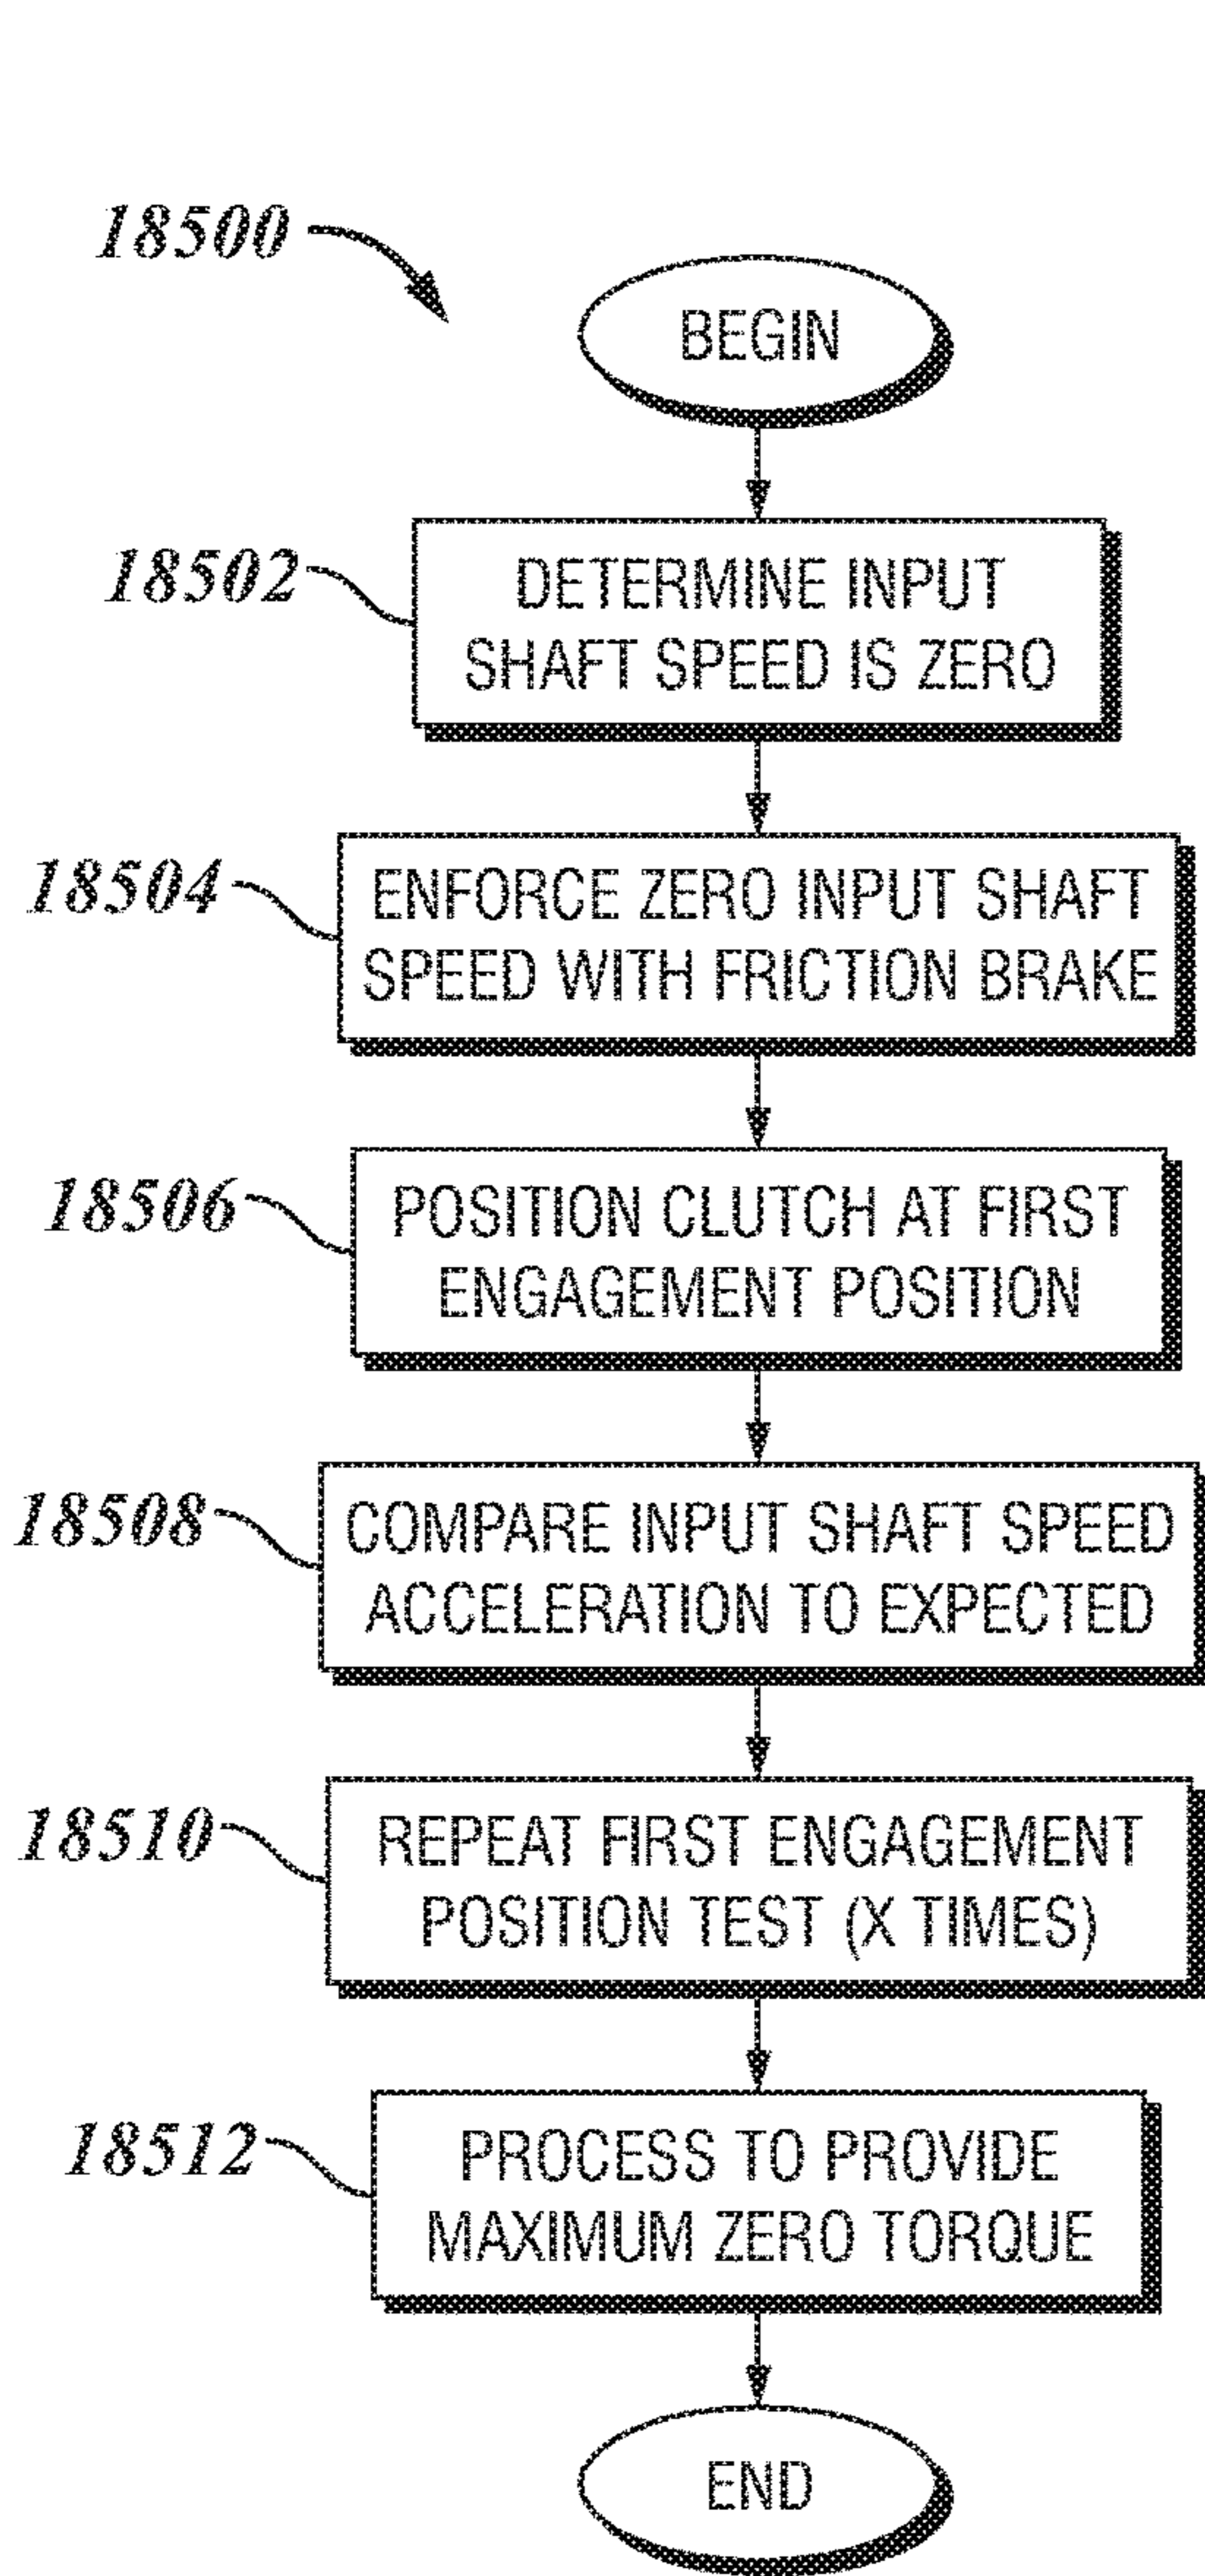 18500
BEGIN
18502
DETERMINE INPUT
SHAFT SPEED IS ZERO
18504
ENFORCE ZERO INPUT SHAFT
SPEED WITH FRICTION BRAKE
18506
POSITION CLUTCH AT FIRST
ENGAGEMENT POSITION
18508
COMPARE INPUT SHAFT SPEED
ACCELERATION TO EXPECTED
18510
REPEAT FIRST ENGAGEMENT
POSITION TEST (X TIMES)
18512
PROCESS TO PROVIDE
MAXIMUM ZERO TORQUE
END